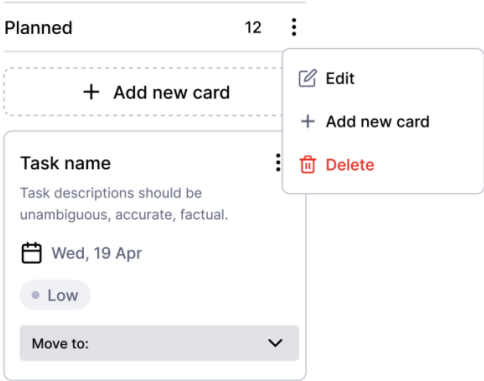 Planned 12
Edit
Add new card
Add new card
Delete
Task name
Task descriptions should be
unambiguous, accurate, factual.
Wed, 19 Apr
Low
Move to: